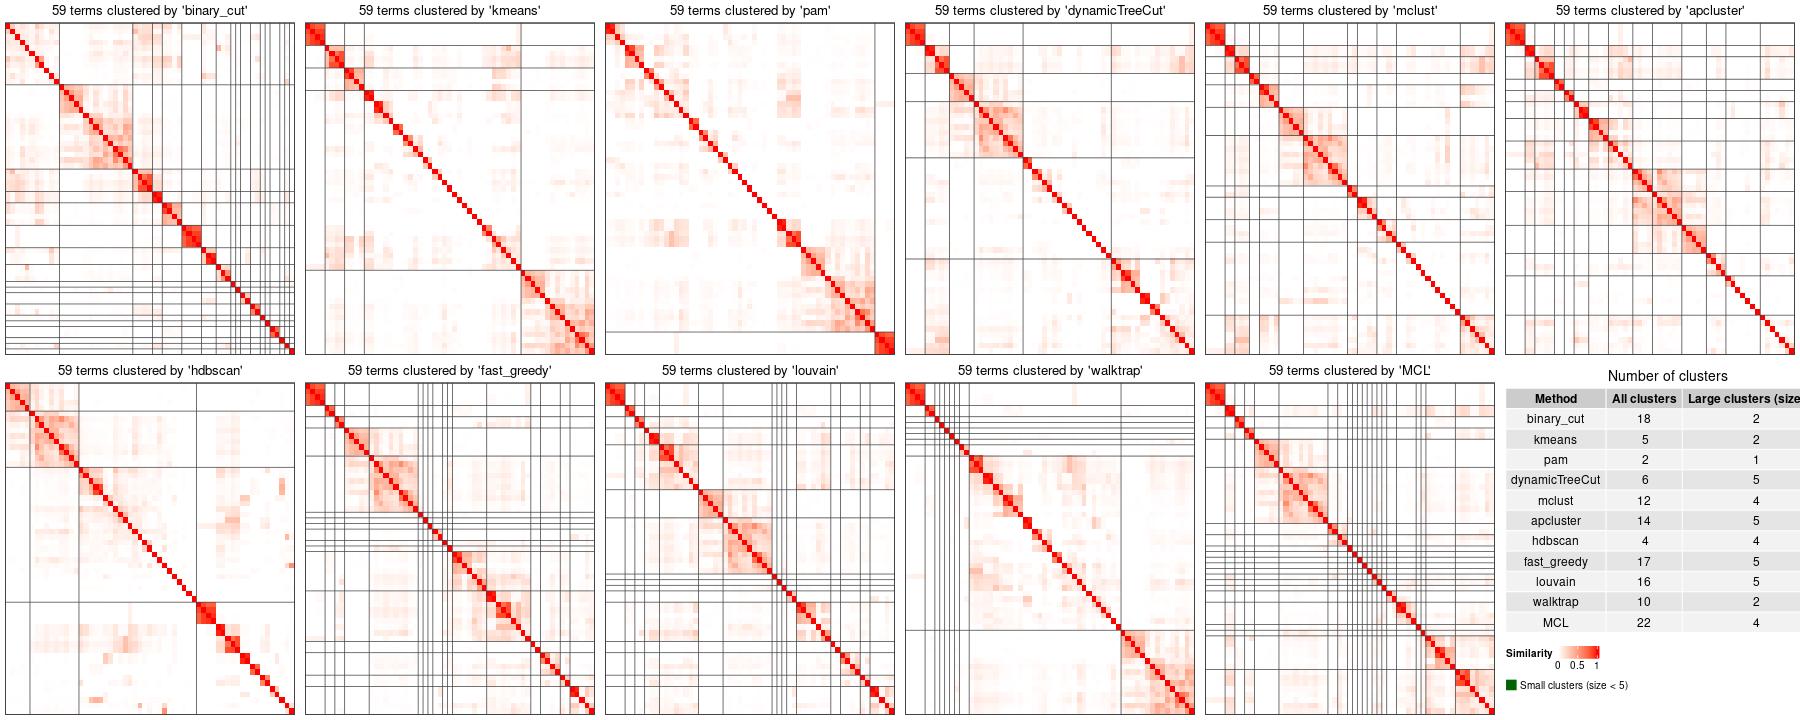 59 terms clustered by 'binary_cut'
59 terms clustered by 'kmeans'
59 terms clustered by 'pam'
59 terms clustered by 'dynamicTreeCut'
59 terms clustered by 'mclust'
59 terms clustered by 'apcluster'
59 terms clustered by 'hdbscan'
59 terms clustered by 'fast_greedy'
59 terms clustered by 'louvain'
59 terms clustered by 'walktrap'
59 terms clustered by 'MCL'
Number of clusters
Method All clusters Large clusters (size
binary_cut 18 2
kmeans 5 2
pam 2 1
dynamicTreeCut 6 5
mclust 12 4
apcluster 14 5
hdbscan 4 4
fast_greedy 17 5
louvain 16 5
walktrap 10 2
MCL 22 4
Similarity
0 0.5 1
Small clusters (size < 5)